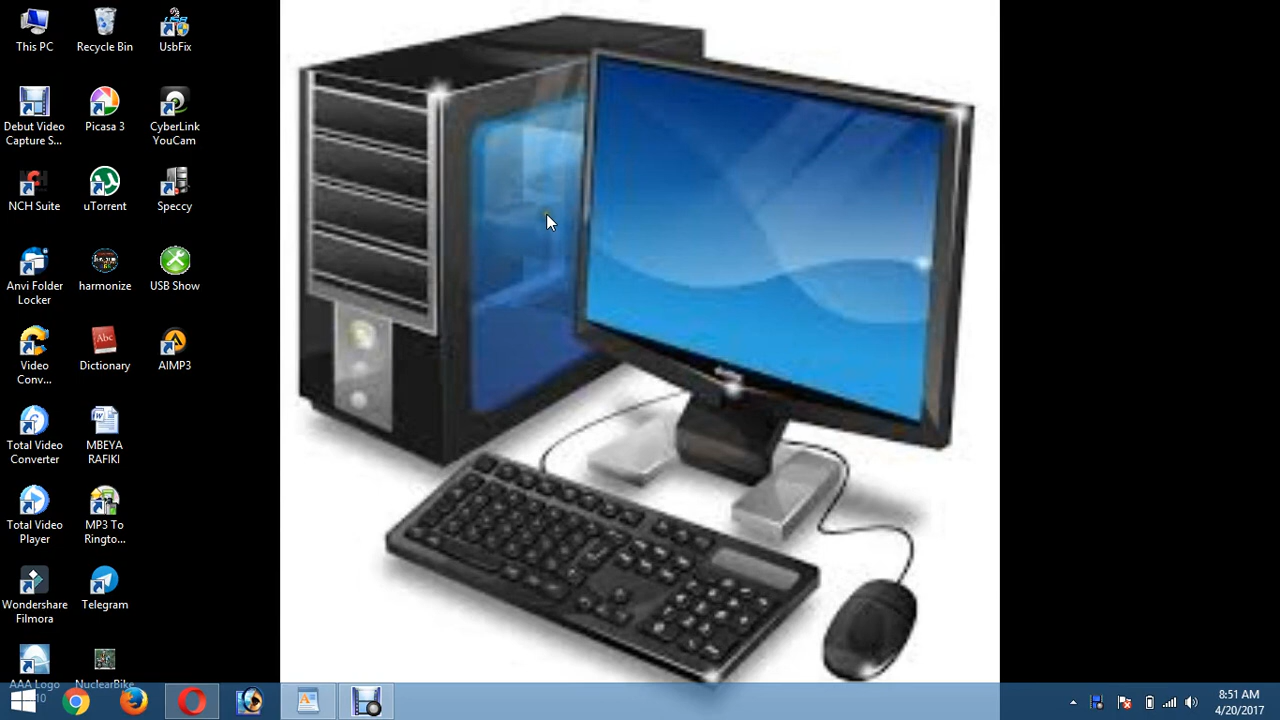 This PC
Recycle Bin
UsbFix
Debut Video
Capture S...
Picasa 3
CyberLink
YouCam
NCH Suite
uTorrent
Speccy
Anvi Folder
Locker
harmonize
USB Show
Video
Conv...
Dictionary
AIMP3
Total Video
Converter
MBEYA
RAFIKI
Total Video
Player
MP3 To
Ringto...
Wondershare
Filmora
Telegram
AAA Logo
10
NuclearBike
8:51 AM
4/20/2017